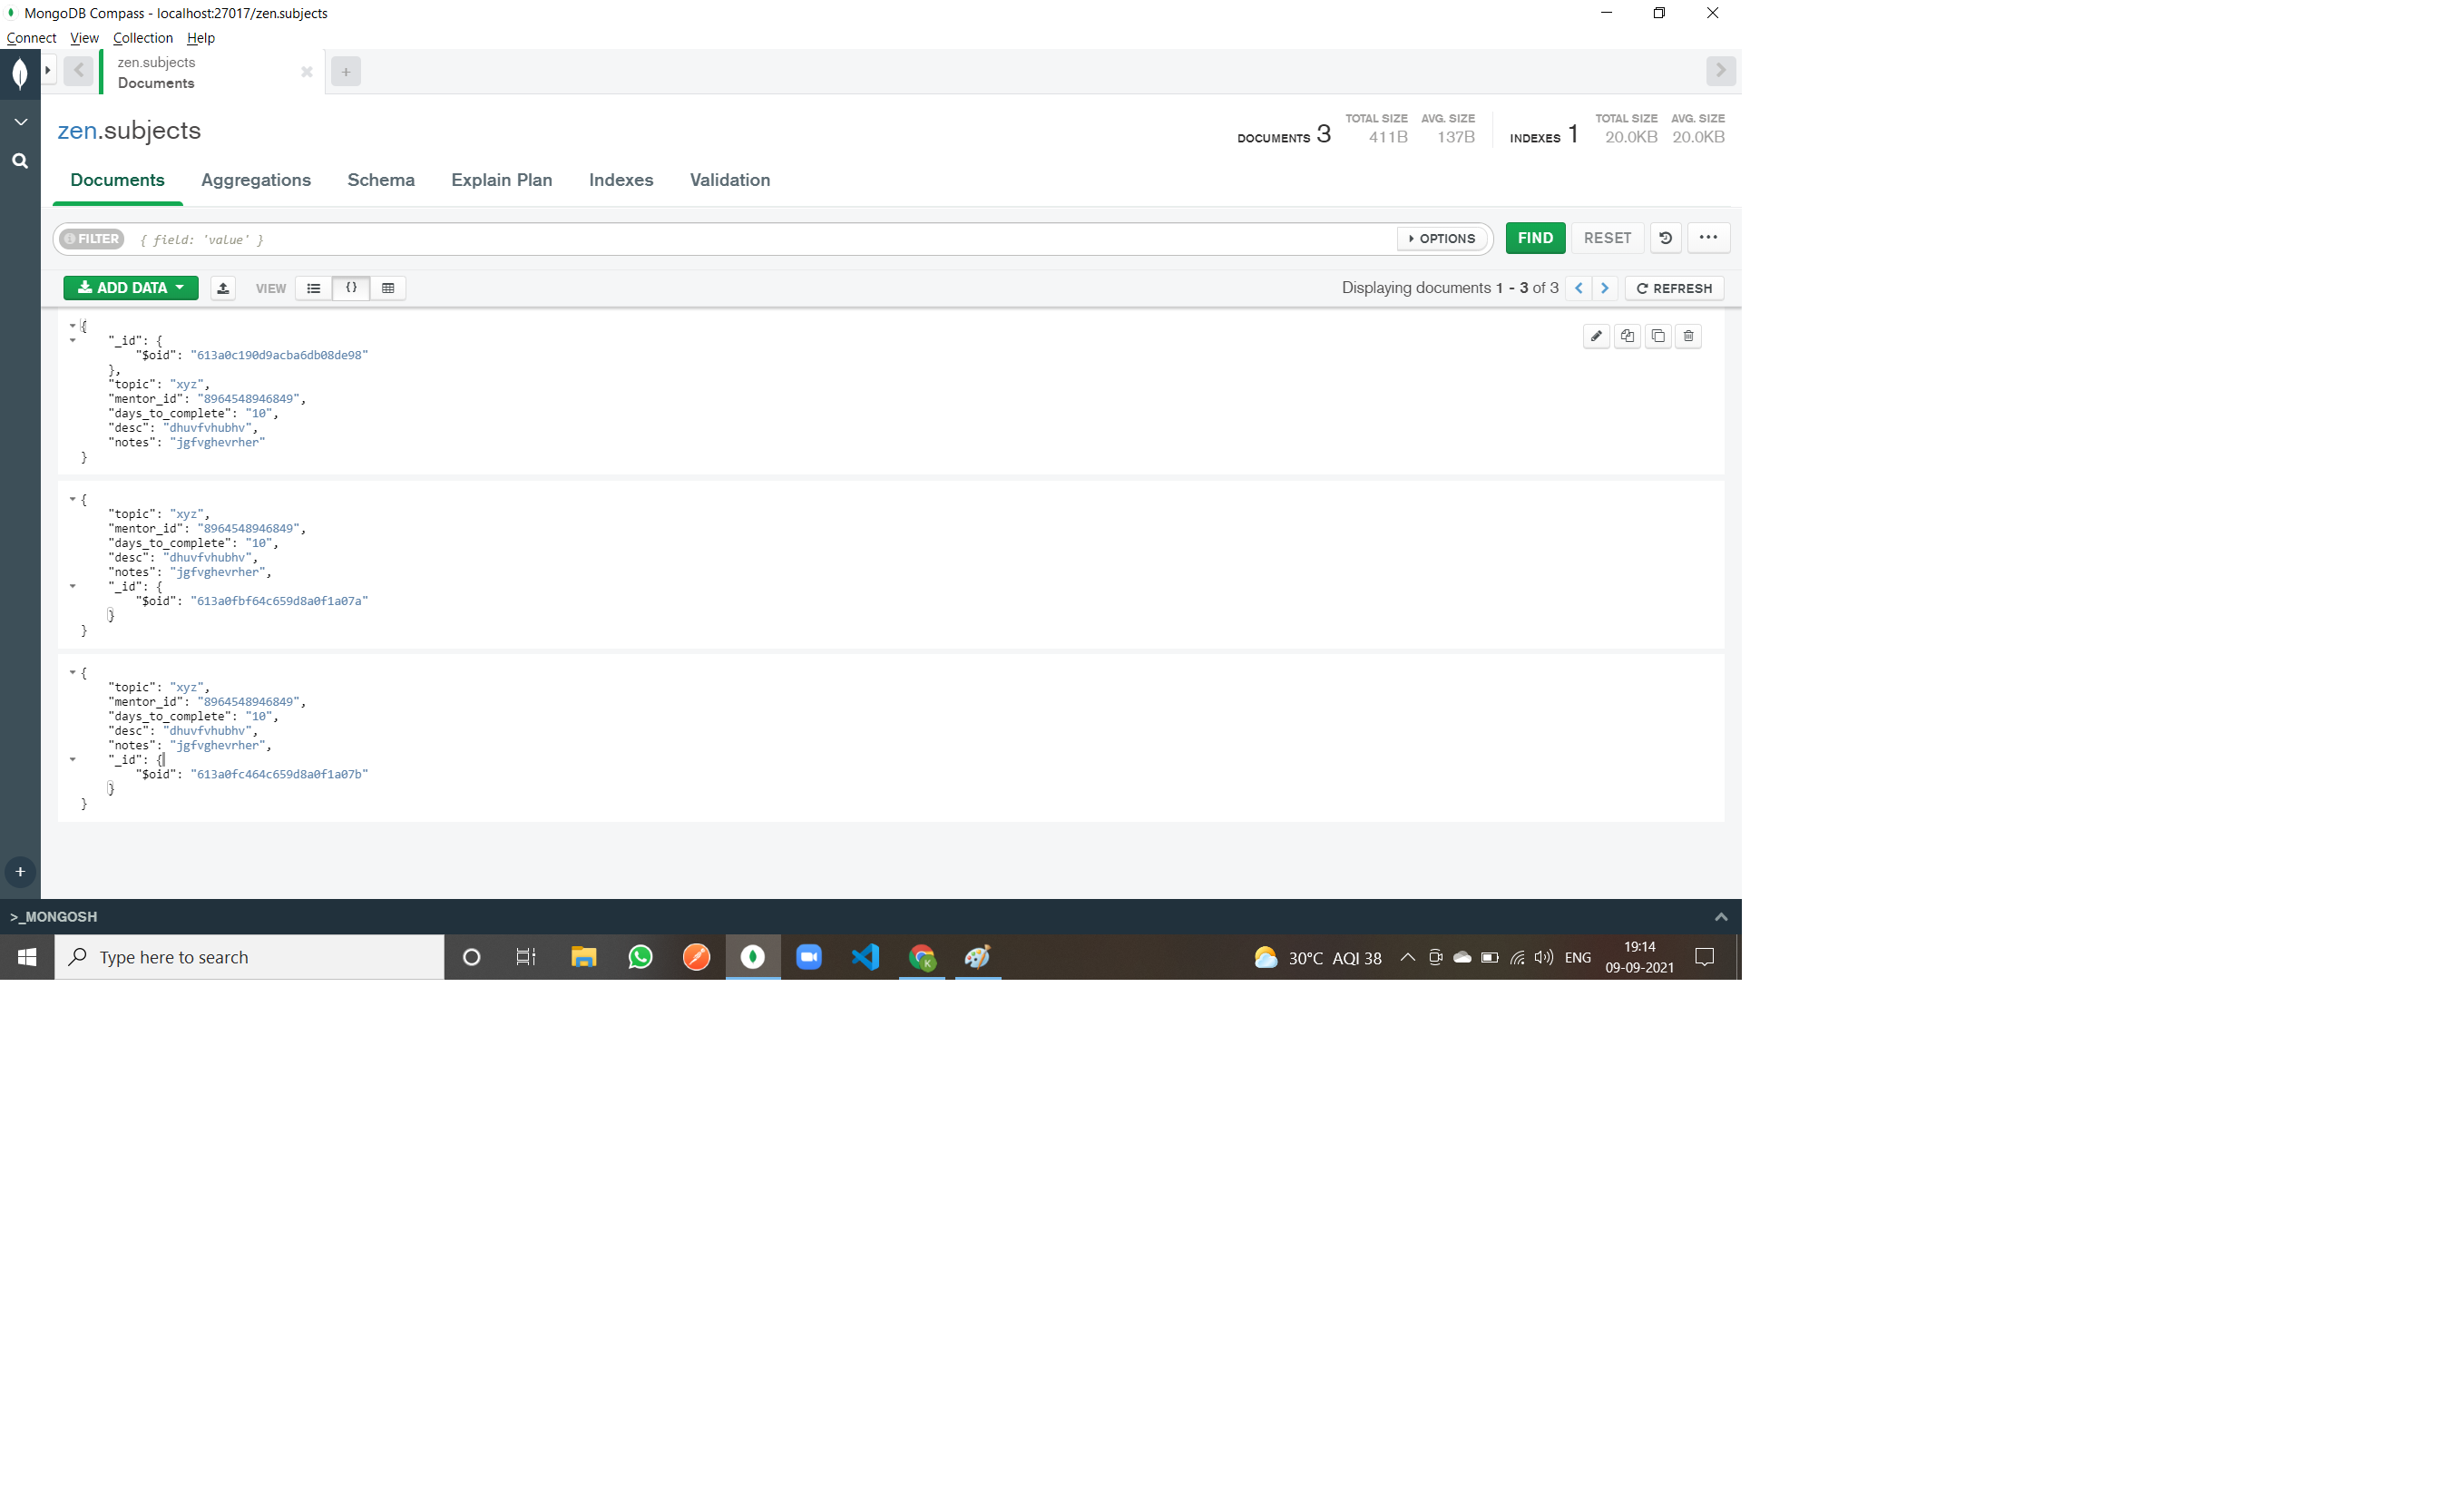 MongoDB Compass - localhost:27017/zen.subjects
Connect View Collection Help
zen.subjects
Documents
zen.subjects
DOCUMENTS 3 TOTAL SIZE 411B AVG. SIZE 137B INDEXES 1 TOTAL SIZE 20.0KB AVG. SIZE 20.0KB
Documents Aggregations Schema Explain Plan Indexes Validation
FILTER { field: 'value' } OPTIONS FIND RESET
ADD DATA VIEW {} Displaying documents 1 - 3 of 3 REFRESH
{
"_id": {
"$oid": "613a0c190d9acba6db08de98"
},
"topic": "xyz",
"mentor_id": "8964548946849",
"days_to_complete": "10",
"desc": "dhuvfvhubhv",
"notes": "jgfvghevrher"
}
{
"topic": "xyz",
"mentor_id": "8964548946849",
"days_to_complete": "10",
"desc": "dhuvfvhubhv",
"notes": "jgfvghevrher",
"_id": {
"$oid": "613a0fbf64c659d8a0f1a07a"
}
}
{
"topic": "xyz",
"mentor_id": "8964548946849",
"days_to_complete": "10",
"desc": "dhuvfvhubhv",
"notes": "jgfvghevrher",
"_id": {
"$oid": "613a0fc464c659d8a0f1a07b"
}
}
>_MONGOSH
Type here to search
K
30°C AQI 38 ENG
19:14
09-09-2021